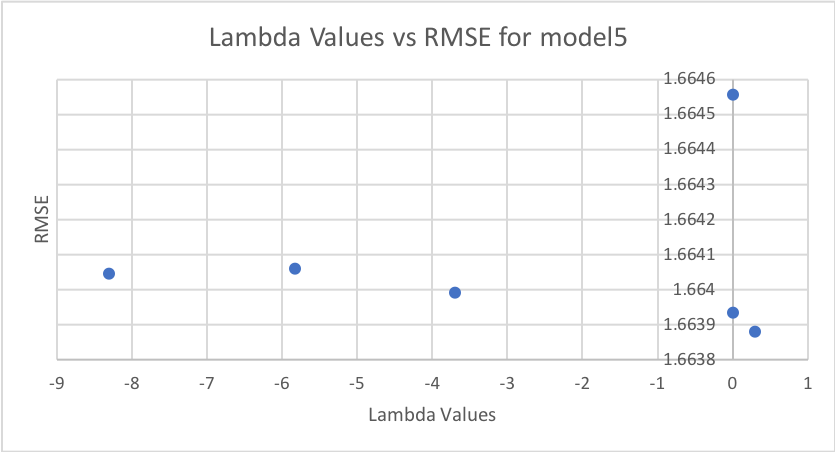 Lambda Values vs RMSE for model5
1.6646
1.6645
1.6644
1.6643
1.6642
1.6641
1.664
1.6639
1.6638
RMSE
-9 -8 -7 -6 -5 -4 -3 -2 -1 0 1
Lambda Values